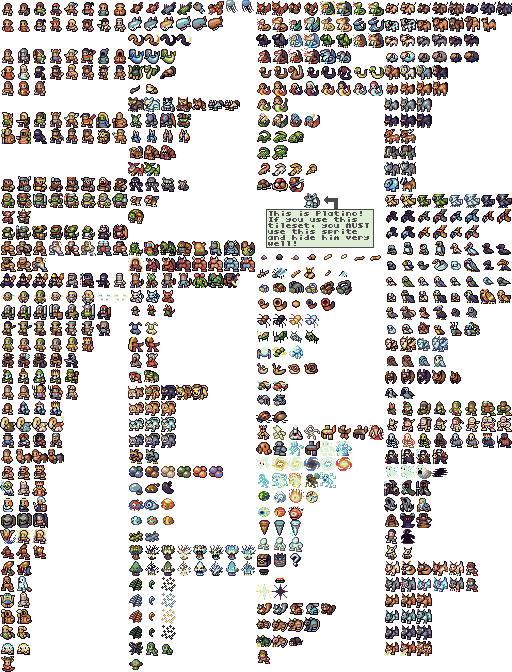 This is Platino!
If you use this
tileset, you MUST
use this sprite
and hide him very
well!